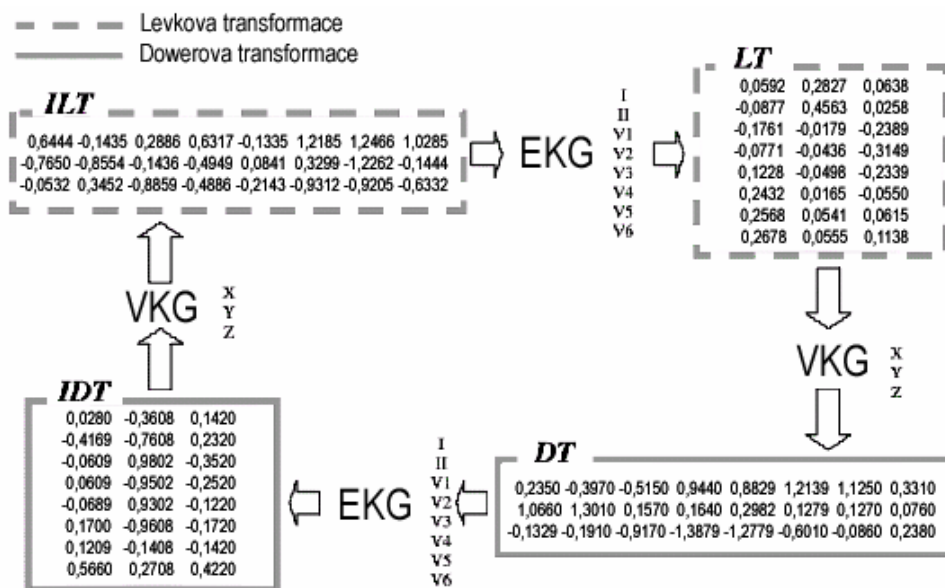 Levkova transformace
Dowerova transformace
ILT
0,6444 -0,1435 0,2886 0,6317 -0,1335 1,2185 1,2466 1,0285
-0,7650 -0,8554 -0,1436 -0,4949 0,0841 0,3299 -1,2262 -0,1444
-0,0532 0,3452 -0,8859 -0,4886 -0,2143 -0,9312 -0,9205 -0,6332
EKG
I
II
V1
V2
V3
V4
V5
V6
LT
0,0592 0,2827 0,0638
-0,0877 0,4563 0,0258
-0,1761 -0,0179 -0,2389
-0,0771 -0,0436 -0,3149
0,1228 -0,0498 -0,2339
0,2432 0,0165 -0,0550
0,2568 0,0541 0,0615
0,2678 0,0555 0,1138
VKG
X
Y
Z
VKG
X
Y
Z
IDT
0,0280 -0,3608 0,1420
-0,4169 -0,7608 0,2320
-0,0609 0,9802 -0,3520
0,0609 -0,9502 -0,2520
-0,0689 0,9302 -0,1220
0,1700 -0,9608 -0,1720
0,1209 -0,1408 -0,1420
0,5660 0,2708 0,4220
EKG
I
II
V1
V2
V3
V4
V5
V6
DT
0,2350 -0,3970 -0,5150 0,9440 0,8829 1,2139 1,1250 0,3310
1,0660 1,3010 0,1570 0,1640 0,2982 0,1279 0,1270 0,0760
-0,1329 -0,1910 -0,9170 -1,3879 -1,2779 -0,6010 -0,0860 0,2380